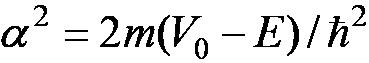 α² = 2m(V₀ − E) / ħ²